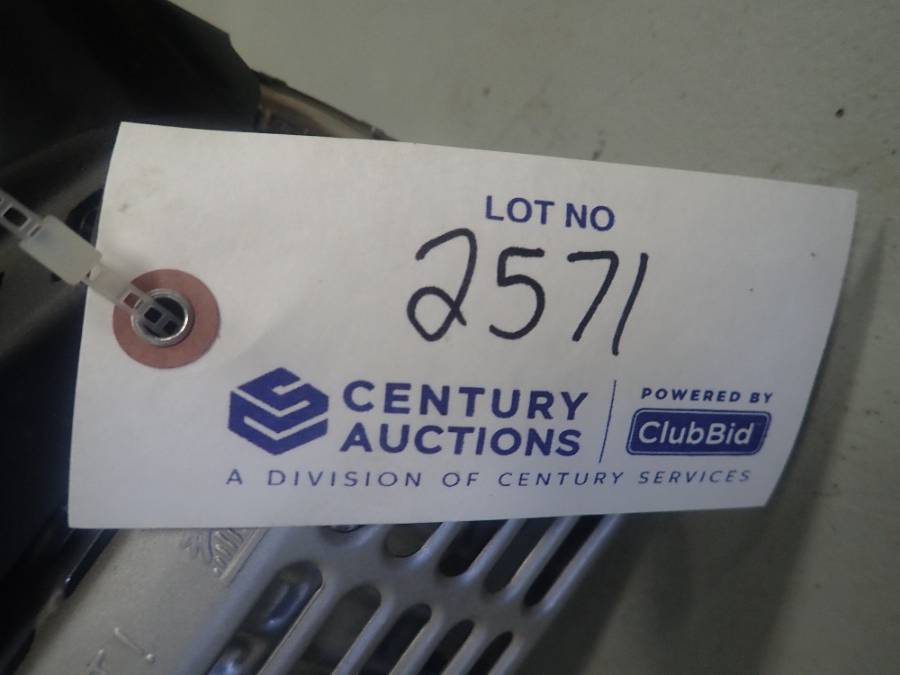 LOT NO
2571
CENTURY
AUCTIONS
POWERED BY
ClubBid
A DIVISION OF CENTURY SERVICES